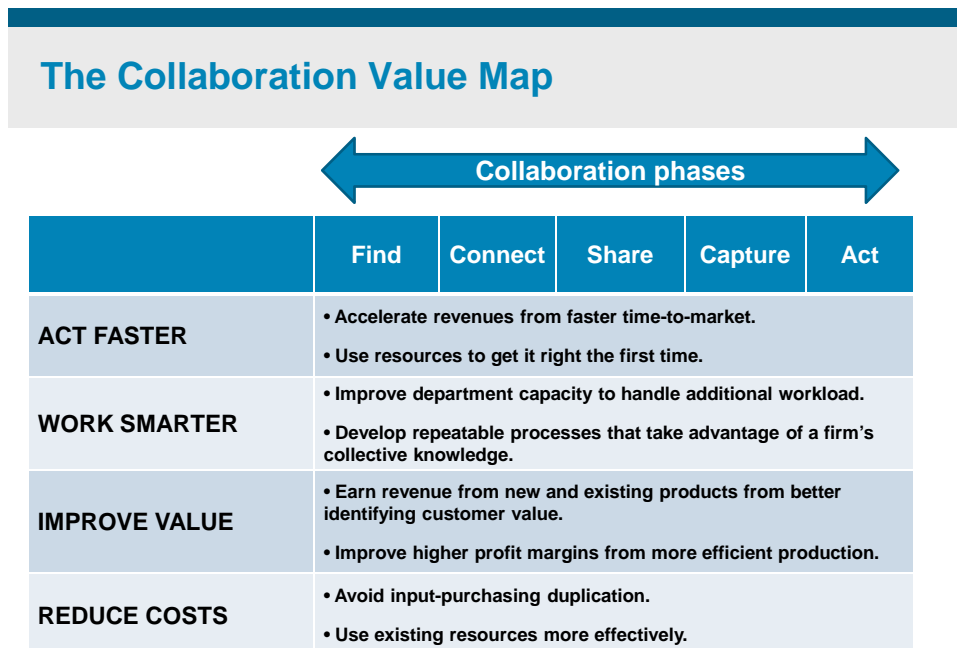 The Collaboration Value Map
Collaboration phases
Find Connect Share Capture Act
ACT FASTER
• Accelerate revenues from faster time-to-market.
• Use resources to get it right the first time.
WORK SMARTER
• Improve department capacity to handle additional workload.
• Develop repeatable processes that take advantage of a firm’s
collective knowledge.
IMPROVE VALUE
• Earn revenue from new and existing products from better
identifying customer value.
• Improve higher profit margins from more efficient production.
REDUCE COSTS
• Avoid input-purchasing duplication.
• Use existing resources more effectively.